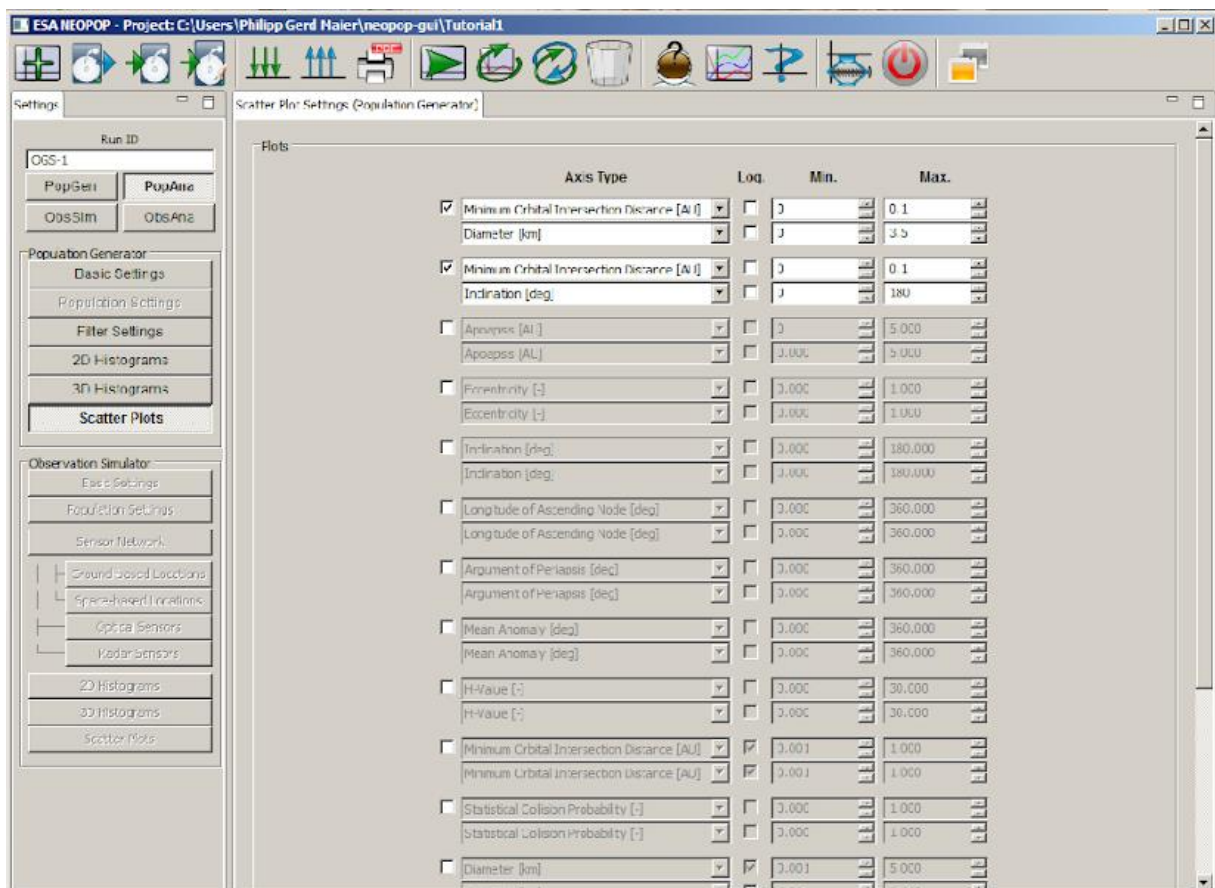 ESA NEOPOP - Project: C:\Users\Philipp Gerd Maier\neopop-gui\Tutorial1
PDF
Settings
Scatter Plot Settings (Population Generator)
Run ID
OGS-1
PopGen PopAna
ObsSim ObsAna
Population Generator
Basic Settings
Population Settings
Filter Settings
2D Histograms
3D Histograms
Scatter Plots
Observation Simulator
Basic Settings
Population Settings
Sensor Network
Ground-based Locations
Space-based Locations
Optical Sensors
Radar Sensors
2D Histograms
3D Histograms
Scatter Plots
Plots
Axis Type Log. Min. Max.
Minimum Orbital Intersection Distance [AU] 0 0.1
Diameter [km] 0 3.5
Minimum Orbital Intersection Distance [AU] 0 0.1
Inclination [deg] 0 180
Apoapsis [AU] 0 5.000
Apoapsis [AU] 0.000 5.000
Eccentricity [-] 0.000 1.000
Eccentricity [-] 0.000 1.000
Inclination [deg] 0.000 180.000
Inclination [deg] 0.000 180.000
Longitude of Ascending Node [deg] 0.000 360.000
Longitude of Ascending Node [deg] 0.000 360.000
Argument of Periapsis [deg] 0.000 360.000
Argument of Periapsis [deg] 0.000 360.000
Mean Anomaly [deg] 0.000 360.000
Mean Anomaly [deg] 0.000 360.000
H-Value [-] 0.000 30.000
H-Value [-] 0.000 30.000
Minimum Orbital Intersection Distance [AU] 0.001 1.000
Minimum Orbital Intersection Distance [AU] 0.001 1.000
Statistical Collision Probability [-] 0.000 1.000
Statistical Collision Probability [-] 0.000 1.000
Diameter [km] 0.001 5.000